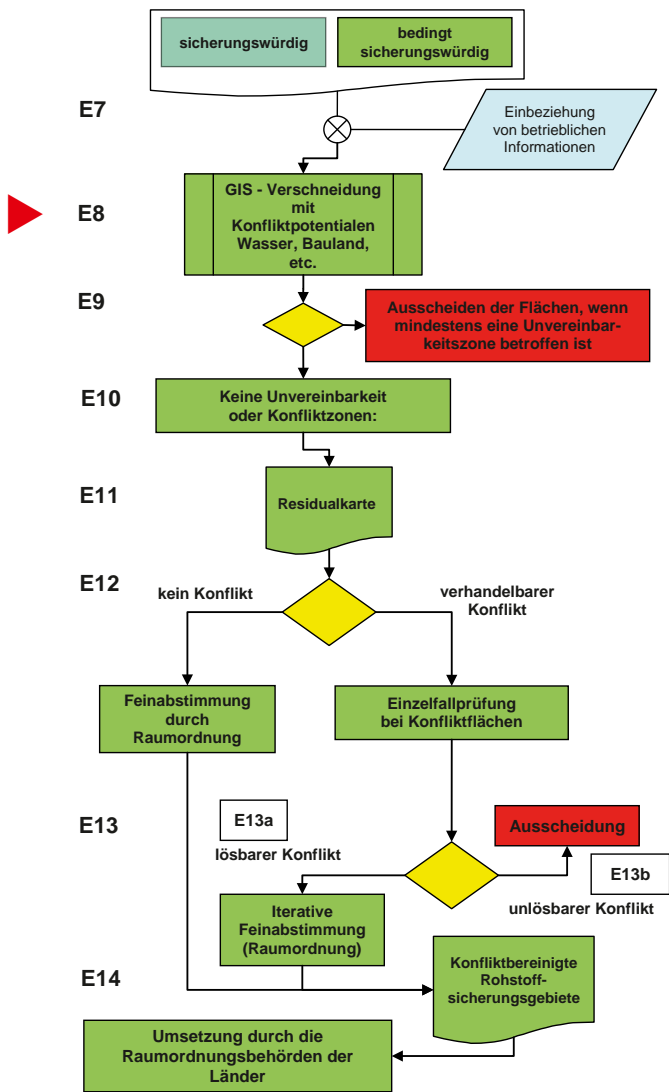 sicherungswürdig
bedingt
sicherungswürdig
E7
Einbeziehung
von betrieblichen
Informationen
E8
GIS - Verschneidung
mit
Konfliktpotentialen
Wasser, Bauland,
etc.
E9
Ausscheiden der Flächen, wenn
mindestens eine Unvereinbar-
keitszone betroffen ist
E10
Keine Unvereinbarkeit
oder Konfliktzonen:
E11
Residualkarte
E12
kein Konflikt
verhandelbarer
Konflikt
Feinabstimmung
durch
Raumordnung
Einzelfallprüfung
bei Konfliktflächen
E13
E13a
lösbarer Konflikt
Ausscheidung
E13b
unlösbarer Konflikt
Iterative
Feinabstimmung
(Raumordnung)
E14
Konfliktbereinigte
Rohstoff-
sicherungsgebiete
Umsetzung durch die
Raumordnungsbehörden der
Länder